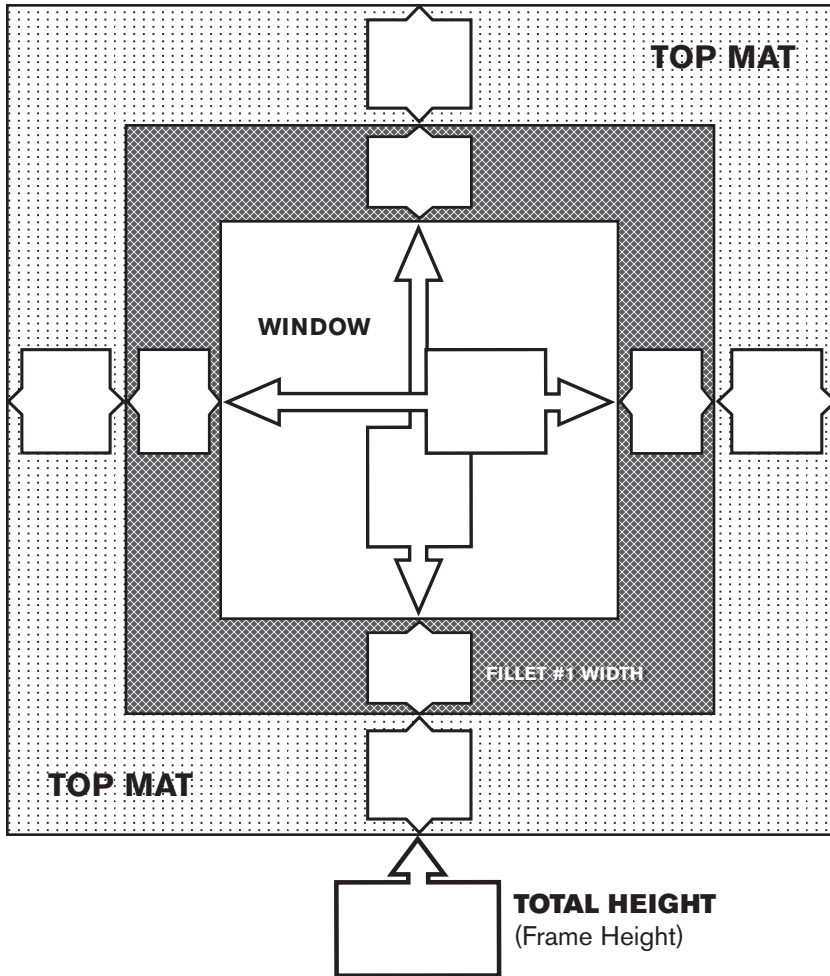 TOP MAT
WINDOW
FILLET #1 WIDTH
TOP MAT
TOTAL HEIGHT
(Frame Height)